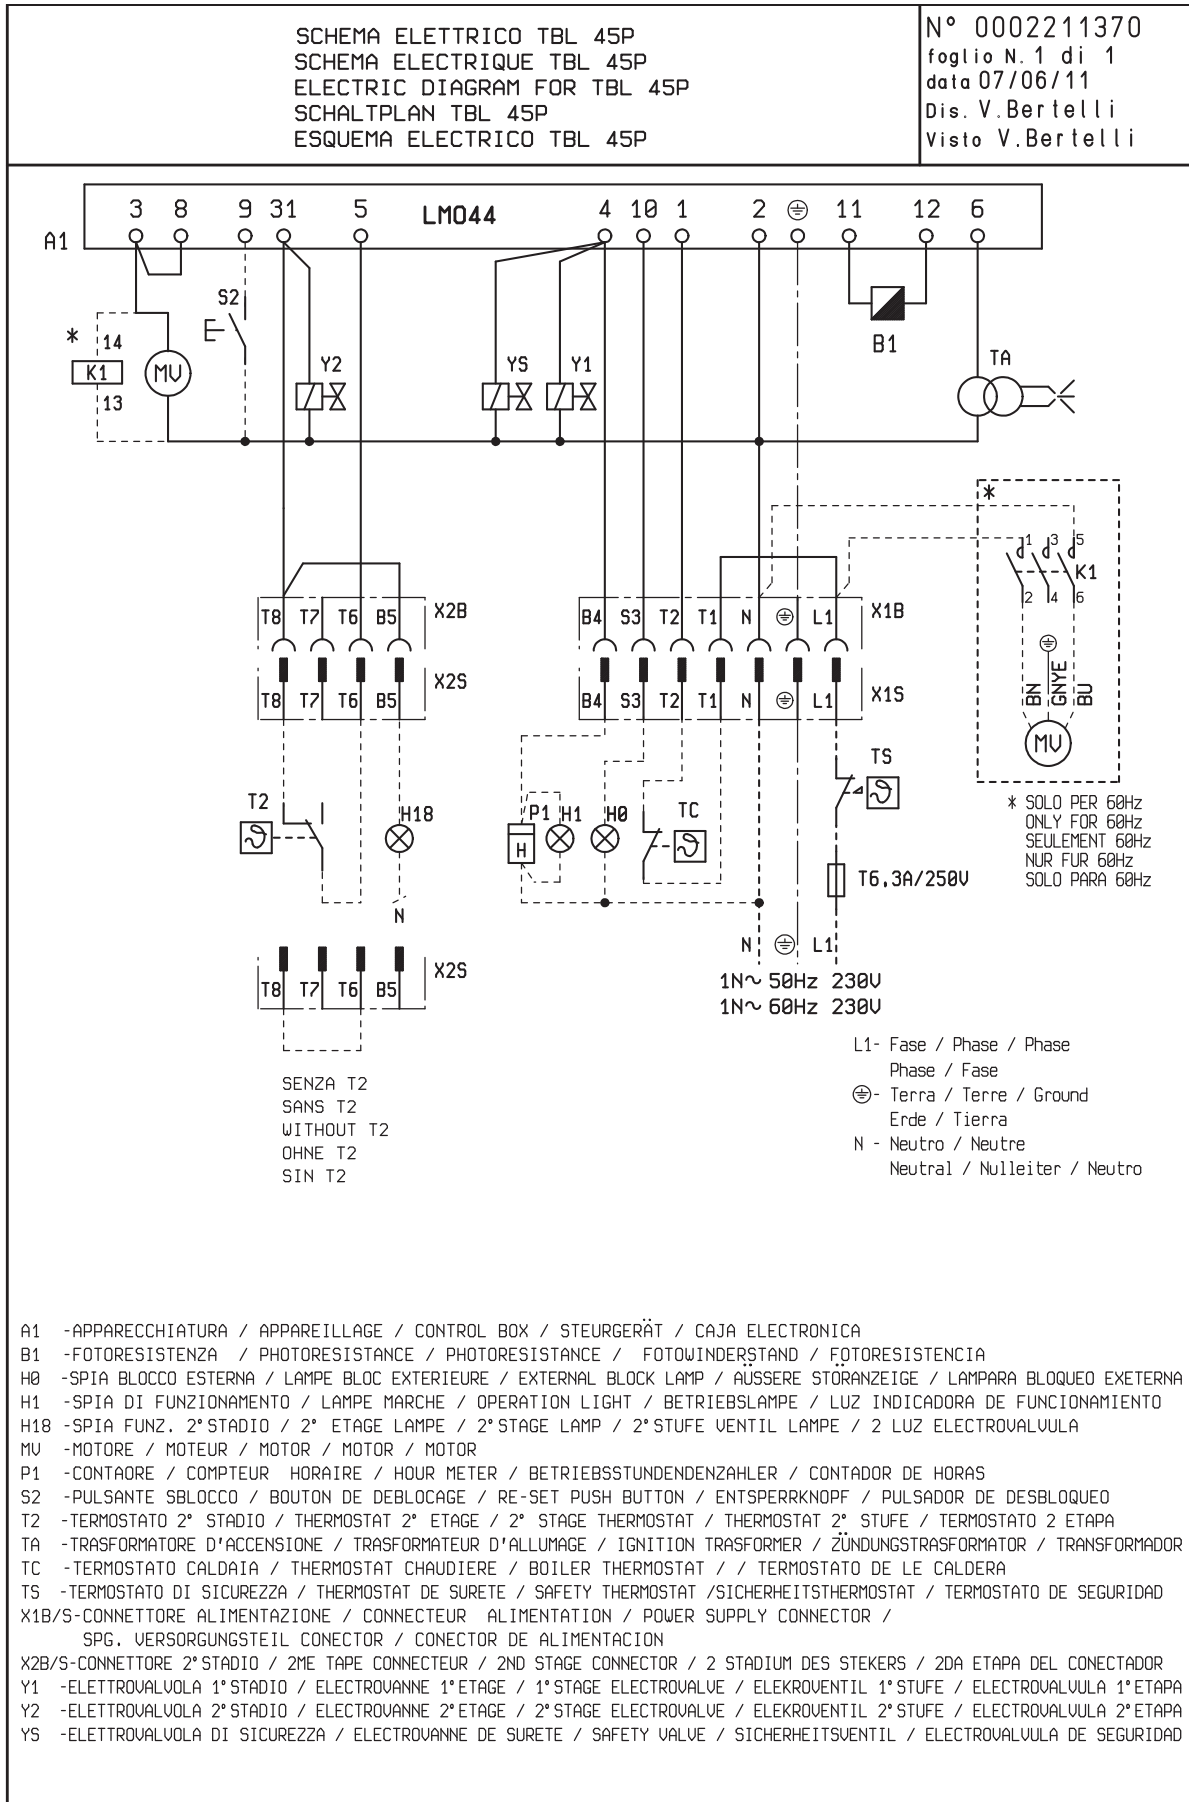 SCHEMA ELETTRICO TBL 45P
SCHEMA ELECTRIQUE TBL 45P
ELECTRIC DIAGRAM FOR TBL 45P
SCHALTPLAN TBL 45P
ESQUEMA ELECTRICO TBL 45P
N° 0002211370
foglio N. 1 di 1
data 07/06/11
Dis. V.Bertelli
Visto V.Bertelli
3 8 9 31 5 LMO44 4 10 1 2 11 12 6
A1
S2
* 14
K1 MV
13
Y2
YS
Y1
B1
TA
*
1 3 5
K1
2 4 6
BN GNYE BU
MV
T8 T7 T6 B5 X2B
T8 T7 T6 B5 X2S
B4 S3 T2 T1 N L1 X1B
B4 S3 T2 T1 N L1 X1S
TS
* SOLO PER 60Hz
ONLY FOR 60Hz
SEULEMENT 60Hz
NUR FUR 60Hz
SOLO PARA 60Hz
T2
H18
N
P1 H1 H0 TC
H
T6,3A/250V
N L1
1N~ 50Hz 230V
1N~ 60Hz 230V
T8 T7 T6 B5 X2S
SENZA T2
SANS T2
WITHOUT T2
OHNE T2
SIN T2
L1- Fase / Phase / Phase
Phase / Fase
- Terra / Terre / Ground
Erde / Tierra
N - Neutro / Neutre
Neutral / Nulleiter / Neutro
A1 -APPARECCHIATURA / APPAREILLAGE / CONTROL BOX / STEURGERÄT / CAJA ELECTRONICA
B1 -FOTORESISTENZA / PHOTORESISTANCE / PHOTORESISTANCE / FOTOWINDERSTAND / FOTORESISTENCIA
H0 -SPIA BLOCCO ESTERNA / LAMPE BLOC EXTERIEURE / EXTERNAL BLOCK LAMP / AÜSSERE STÖRANZEIGE / LAMPARA BLOQUEO EXETERNA
H1 -SPIA DI FUNZIONAMENTO / LAMPE MARCHE / OPERATION LIGHT / BETRIEBSLAMPE / LUZ INDICADORA DE FUNCIONAMIENTO
H18 -SPIA FUNZ. 2°STADIO / 2° ETAGE LAMPE / 2°STAGE LAMP / 2°STUFE VENTIL LAMPE / 2 LUZ ELECTROVALVULA
MV -MOTORE / MOTEUR / MOTOR / MOTOR / MOTOR
P1 -CONTAORE / COMPTEUR HORAIRE / HOUR METER / BETRIEBSSTUNDENDENZAHLER / CONTADOR DE HORAS
S2 -PULSANTE SBLOCCO / BOUTON DE DEBLOCAGE / RE-SET PUSH BUTTON / ENTSPERRKNOPF / PULSADOR DE DESBLOQUEO
T2 -TERMOSTATO 2° STADIO / THERMOSTAT 2° ETAGE / 2° STAGE THERMOSTAT / THERMOSTAT 2° STUFE / TERMOSTATO 2 ETAPA
TA -TRASFORMATORE D'ACCENSIONE / TRASFORMATEUR D'ALLUMAGE / IGNITION TRASFORMER / ZÜNDUNGSTRASFORMATOR / TRANSFORMADOR
TC -TERMOSTATO CALDAIA / THERMOSTAT CHAUDIERE / BOILER THERMOSTAT / / TERMOSTATO DE LE CALDERA
TS -TERMOSTATO DI SICUREZZA / THERMOSTAT DE SURETE / SAFETY THERMOSTAT /SICHERHEITSTHERMOSTAT / TERMOSTATO DE SEGURIDAD
X1B/S-CONNETTORE ALIMENTAZIONE / CONNECTEUR ALIMENTATION / POWER SUPPLY CONNECTOR /
SPG. VERSORGUNGSTEIL CONECTOR / CONECTOR DE ALIMENTACION
X2B/S-CONNETTORE 2°STADIO / 2ME TAPE CONNECTEUR / 2ND STAGE CONNECTOR / 2 STADIUM DES STEKERS / 2DA ETAPA DEL CONECTADOR
Y1 -ELETTROVALVOLA 1°STADIO / ELECTROVANNE 1°ETAGE / 1°STAGE ELECTROVALVE / ELEKROVENTIL 1°STUFE / ELECTROVALVULA 1°ETAPA
Y2 -ELETTROVALVOLA 2°STADIO / ELECTROVANNE 2°ETAGE / 2°STAGE ELECTROVALVE / ELEKROVENTIL 2°STUFE / ELECTROVALVULA 2°ETAPA
YS -ELETTROVALVOLA DI SICUREZZA / ELECTROVANNE DE SURETE / SAFETY VALVE / SICHERHEITSVENTIL / ELECTROVALVULA DE SEGURIDAD